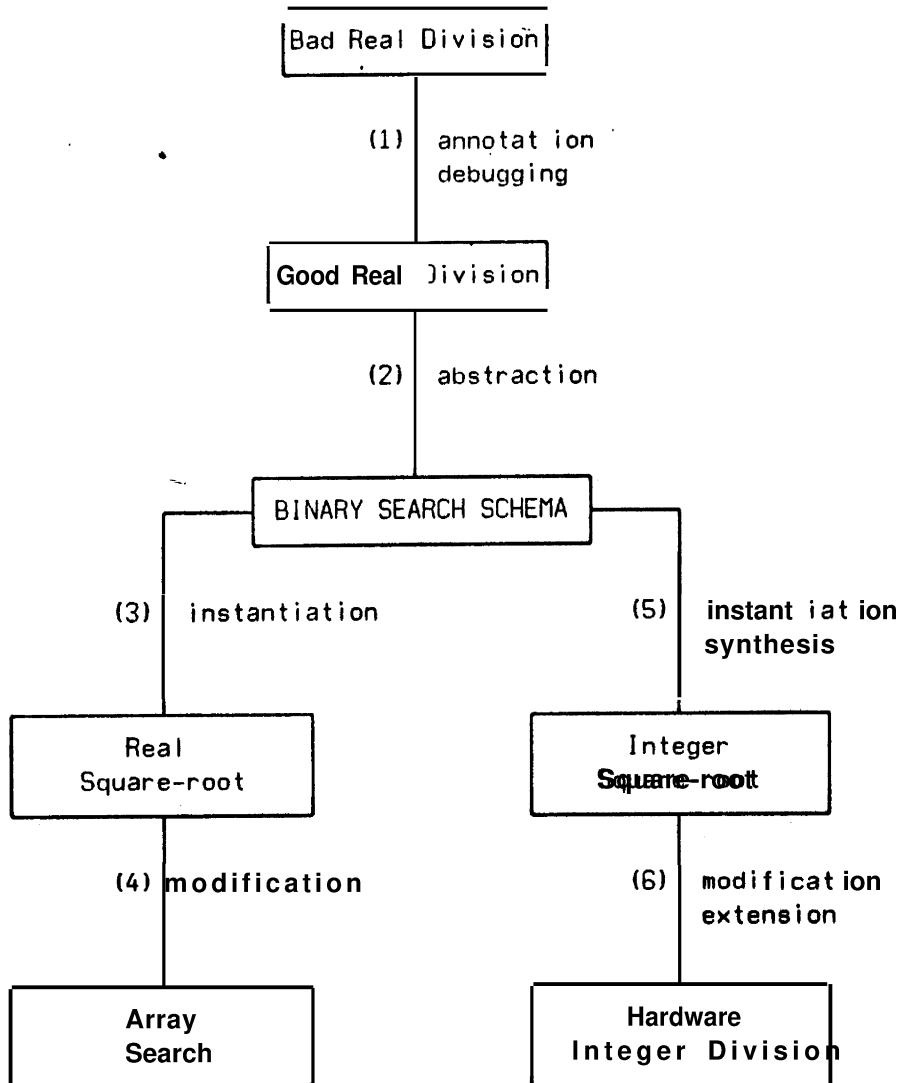 Bad Real Division
(1) annotation
debugging
Good Real Division
(2) abstraction
BINARY SEARCH SCHEMA
(3) instantiation
(5) instantiation
synthesis
Real
Square-root
Integer
Square-root
(4) modification
(6) modification
extension
Array
Search
Hardware
Integer Division